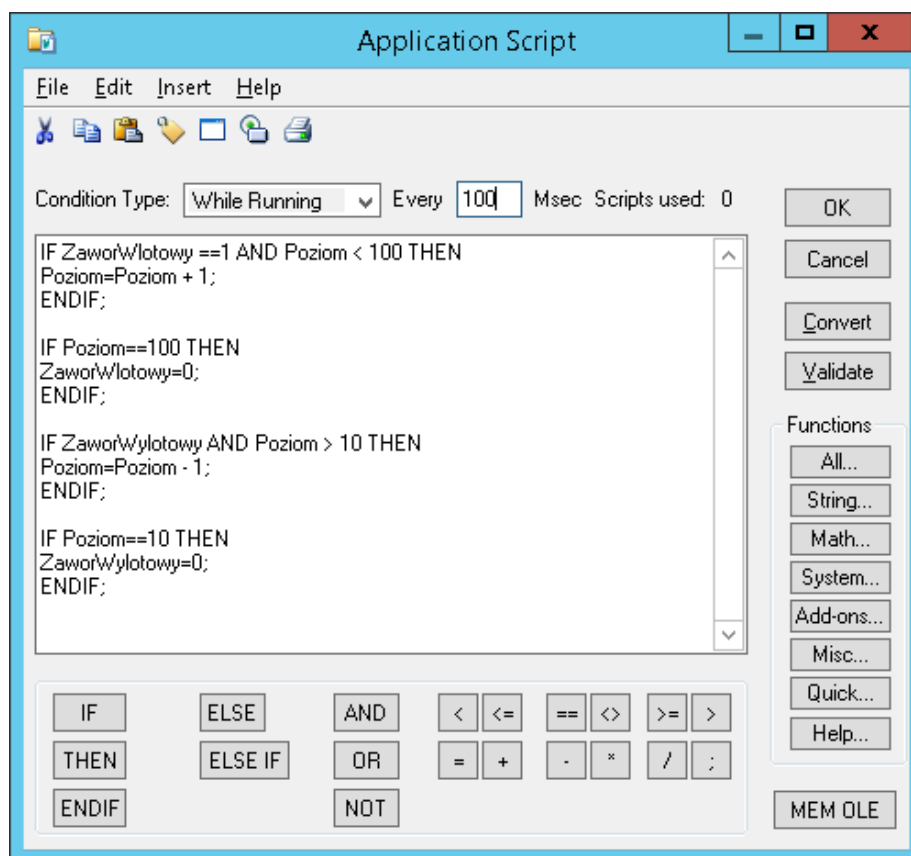 Application Script
File Edit Insert Help
Condition Type: While Running Every 100 Msec Scripts used: 0
OK
IF ZaworWlotowy ==1 AND Poziom < 100 THEN
Poziom=Poziom + 1;
ENDIF;
IF Poziom==100 THEN
ZaworWlotowy=0;
ENDIF;
IF ZaworWylotowy AND Poziom > 10 THEN
Poziom=Poziom - 1;
ENDIF;
IF Poziom==10 THEN
ZaworWylotowy=0;
ENDIF;
Cancel
Convert
Validate
Functions
All...
String...
Math...
System...
Add-ons...
Misc...
Quick...
Help...
IF ELSE AND < <= == <> >= >
THEN ELSE IF OR = + - * / ;
ENDIF NOT
MEM OLE